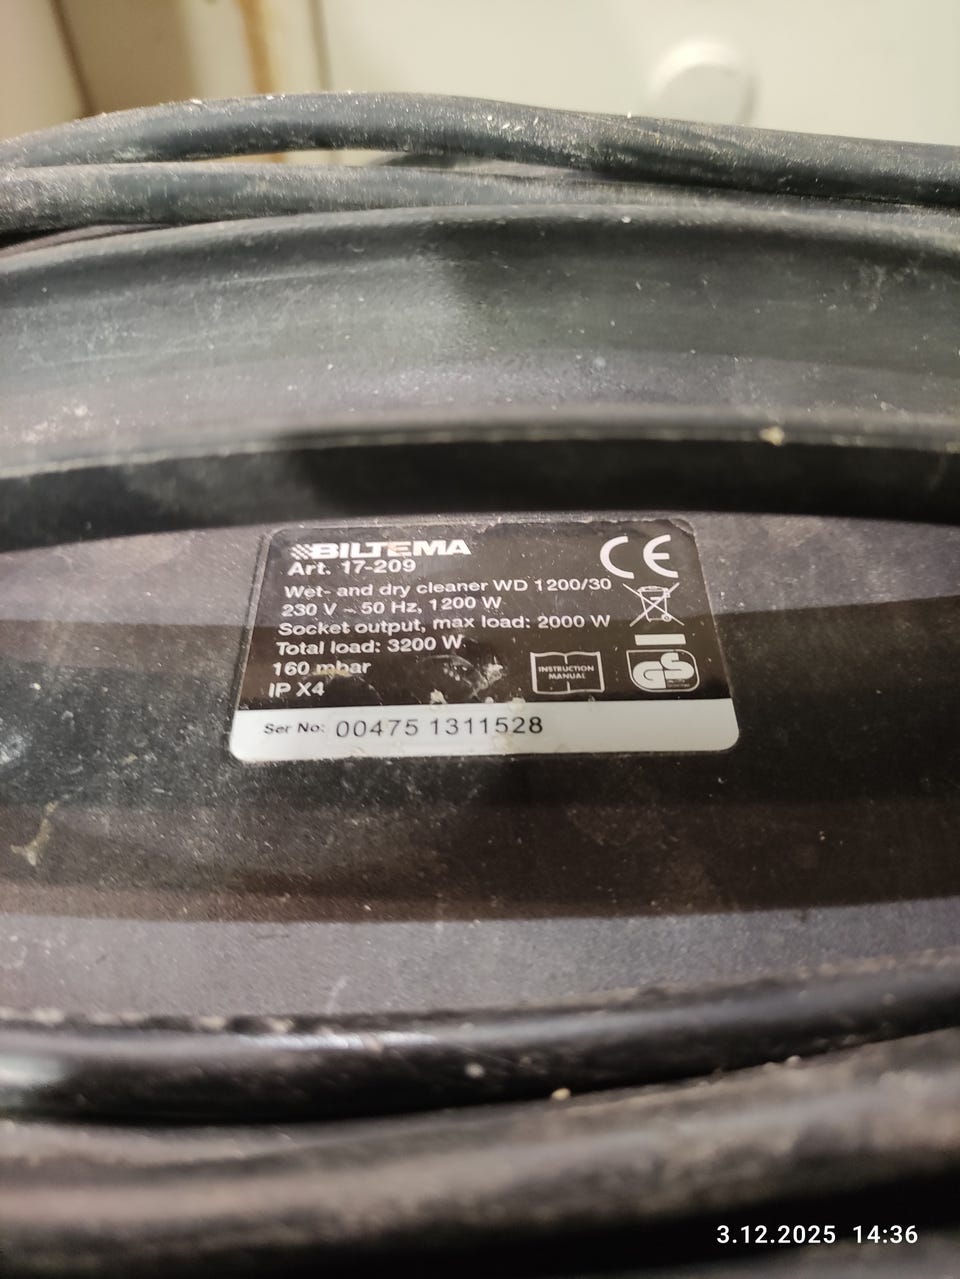 BILTEMA
Art. 17-209
CE
Wet- and dry cleaner WD 1200/30
230 V ~ 50 Hz, 1200 W
Socket output, max load: 2000 W
Total load: 3200 W
160 mbar
IP X4
INSTRUCTION
MANUAL
GS
Ser No: 00475 1311528
3.12.2025 14:36